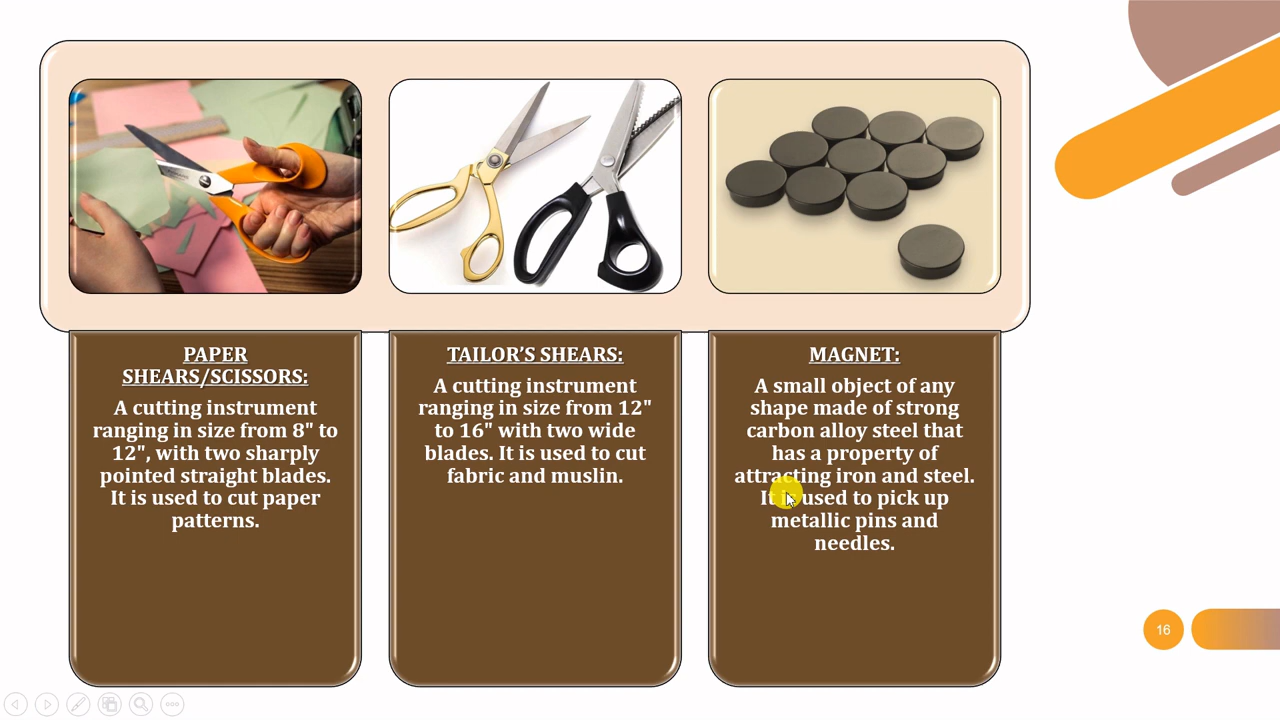 PAPER
SHEARS/SCISSORS:
A cutting instrument
ranging in size from 8" to
12", with two sharply
pointed straight blades.
It is used to cut paper
patterns.
TAILOR’S SHEARS:
A cutting instrument
ranging in size from 12"
to 16" with two wide
blades. It is used to cut
fabric and muslin.
MAGNET:
A small object of any
shape made of strong
carbon alloy steel that
has a property of
attracting iron and steel.
It is used to pick up
metallic pins and
needles.
16